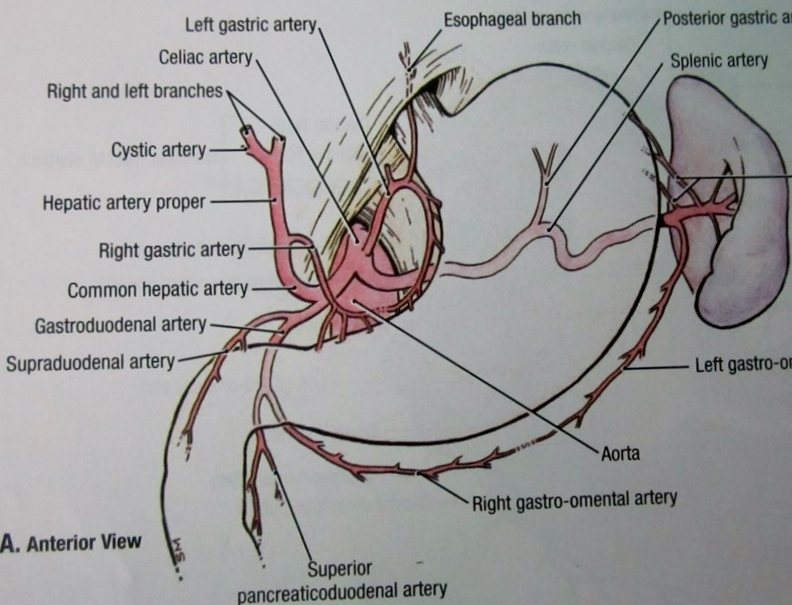 Left gastric artery
Esophageal branch
Posterior gastric
Celiac artery
Splenic artery
Right and left branches
Cystic artery
Hepatic artery proper
Right gastric artery
Common hepatic artery
Gastroduodenal artery
Supraduodenal artery
Left gastro-
Aorta
Right gastro-omental artery
A. Anterior View
Superior
pancreaticoduodenal artery